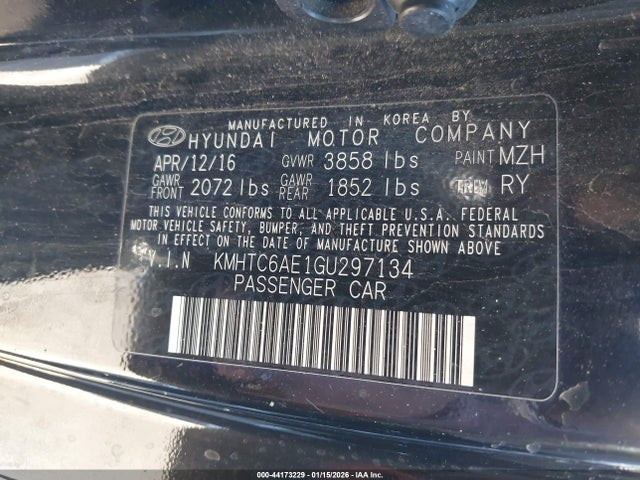 MANUFACTURED IN KOREA BY
HYUNDAI MOTOR COMPANY
APR/12/16 GVWR 3858 lbs PAINT MZH
GAWR FRONT 2072 lbs GAWR REAR 1852 lbs TRIM RY
THIS VEHICLE CONFORMS TO ALL APPLICABLE U.S.A. FEDERAL
MOTOR VEHICLE SAFETY, BUMPER, AND THEFT PREVENTION STANDARDS
IN EFFECT ON THE DATE OF MANUFACTURE SHOWN ABOVE
V.I.N KMHTC6AE1GU297134
PASSENGER CAR
000-44173229 - 01/15/2026 - IAA Inc.